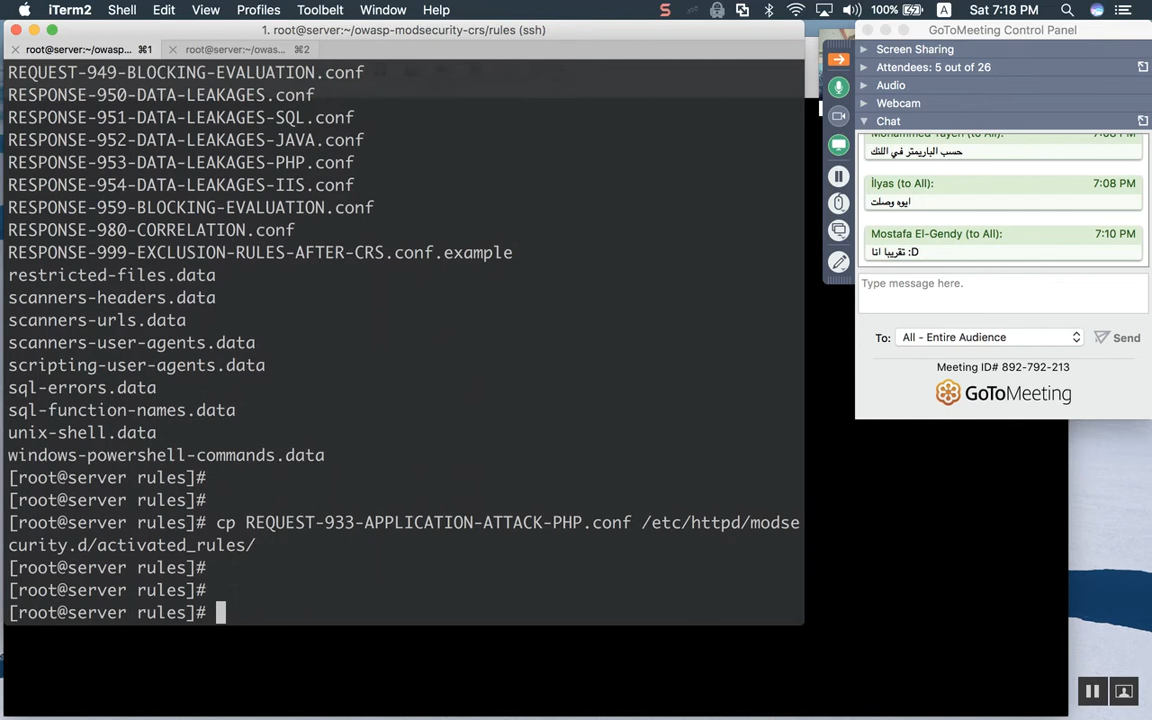 iTerm2 Shell Edit View Profiles Toolbelt Window Help
100% Sat 7:18 PM
1. root@server:~/owasp-modsecurity-crs/rules (ssh)
root@server:~/owasp... ⌘1
root@server:~/owas... ⌘2
REQUEST-949-BLOCKING-EVALUATION.conf
RESPONSE-950-DATA-LEAKAGES.conf
RESPONSE-951-DATA-LEAKAGES-SQL.conf
RESPONSE-952-DATA-LEAKAGES-JAVA.conf
RESPONSE-953-DATA-LEAKAGES-PHP.conf
RESPONSE-954-DATA-LEAKAGES-IIS.conf
RESPONSE-959-BLOCKING-EVALUATION.conf
RESPONSE-980-CORRELATION.conf
RESPONSE-999-EXCLUSION-RULES-AFTER-CRS.conf.example
restricted-files.data
scanners-headers.data
scanners-urls.data
scanners-user-agents.data
scripting-user-agents.data
sql-errors.data
sql-function-names.data
unix-shell.data
windows-powershell-commands.data
[root@server rules]#
[root@server rules]#
[root@server rules]# cp REQUEST-933-APPLICATION-ATTACK-PHP.conf /etc/httpd/modse
curity.d/activated_rules/
[root@server rules]#
[root@server rules]#
[root@server rules]#
GoToMeeting Control Panel
Screen Sharing
Attendees: 5 out of 26
Audio
Webcam
Chat
حسب الباريمتر في اللنك
İlyas (to All): 7:08 PM
ايوه وصلت
Mostafa El-Gendy (to All): 7:10 PM
تقريبا انا :D
Type message here.
To: All - Entire Audience Send
Meeting ID# 892-792-213
GoToMeeting